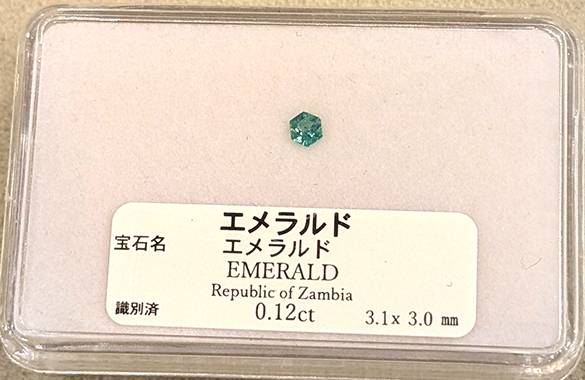 エメラルド
宝石名 エメラルド
EMERALD
Republic of Zambia
識別済 0.12ct 3.1 x 3.0 mm